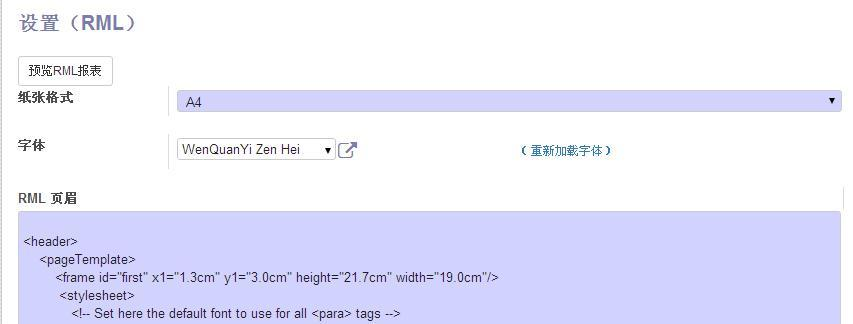 设置（RML）
预览RML报表
纸张格式 A4
字体 WenQuanYi Zen Hei （重新加载字体）
RML 页眉
<header>
<pageTemplate>
<frame id="first" x1="1.3cm" y1="3.0cm" height="21.7cm" width="19.0cm"/>
<stylesheet>
<!-- Set here the default font to use for all <para> tags -->